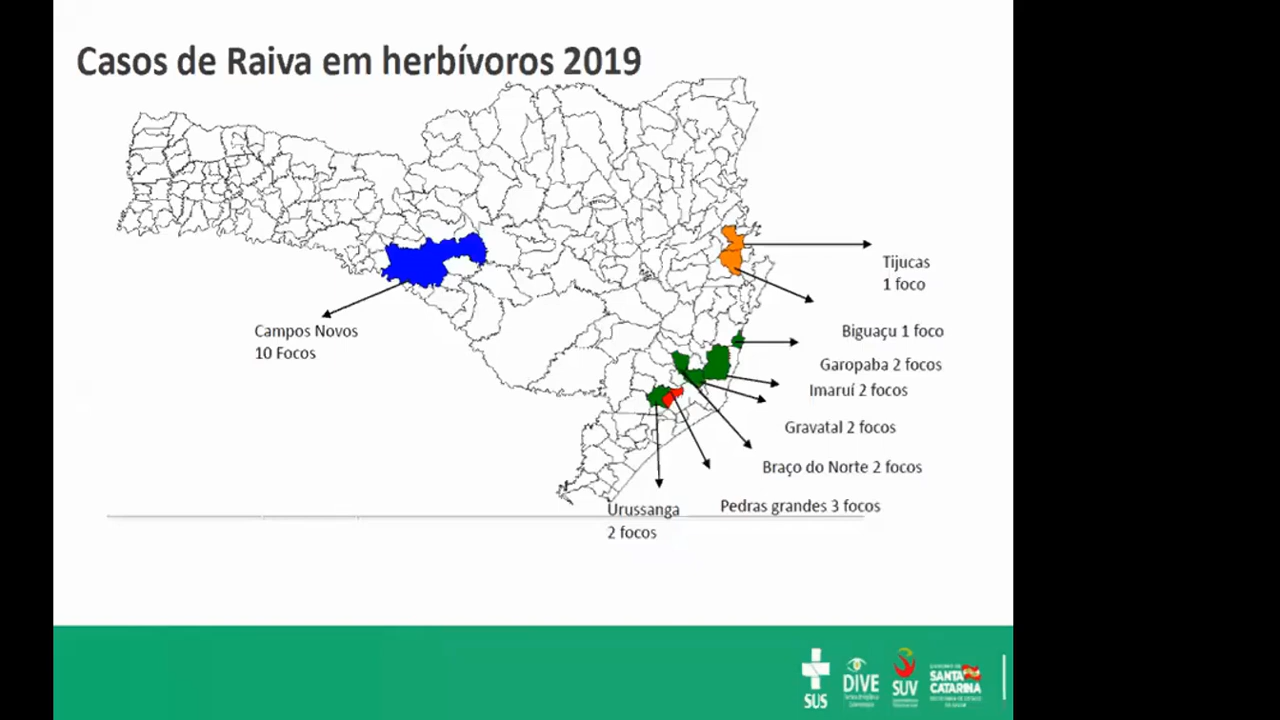 Casos de Raiva em herbívoros 2019
Tijucas
1 foco
Campos Novos
10 Focos
Biguaçu 1 foco
Garopaba 2 focos
Imaruí 2 focos
Gravatal 2 focos
Braço do Norte 2 focos
Pedras grandes 3 focos
Urussanga
2 focos
SUS
DIVE
SUV
SANTA
CATARINA